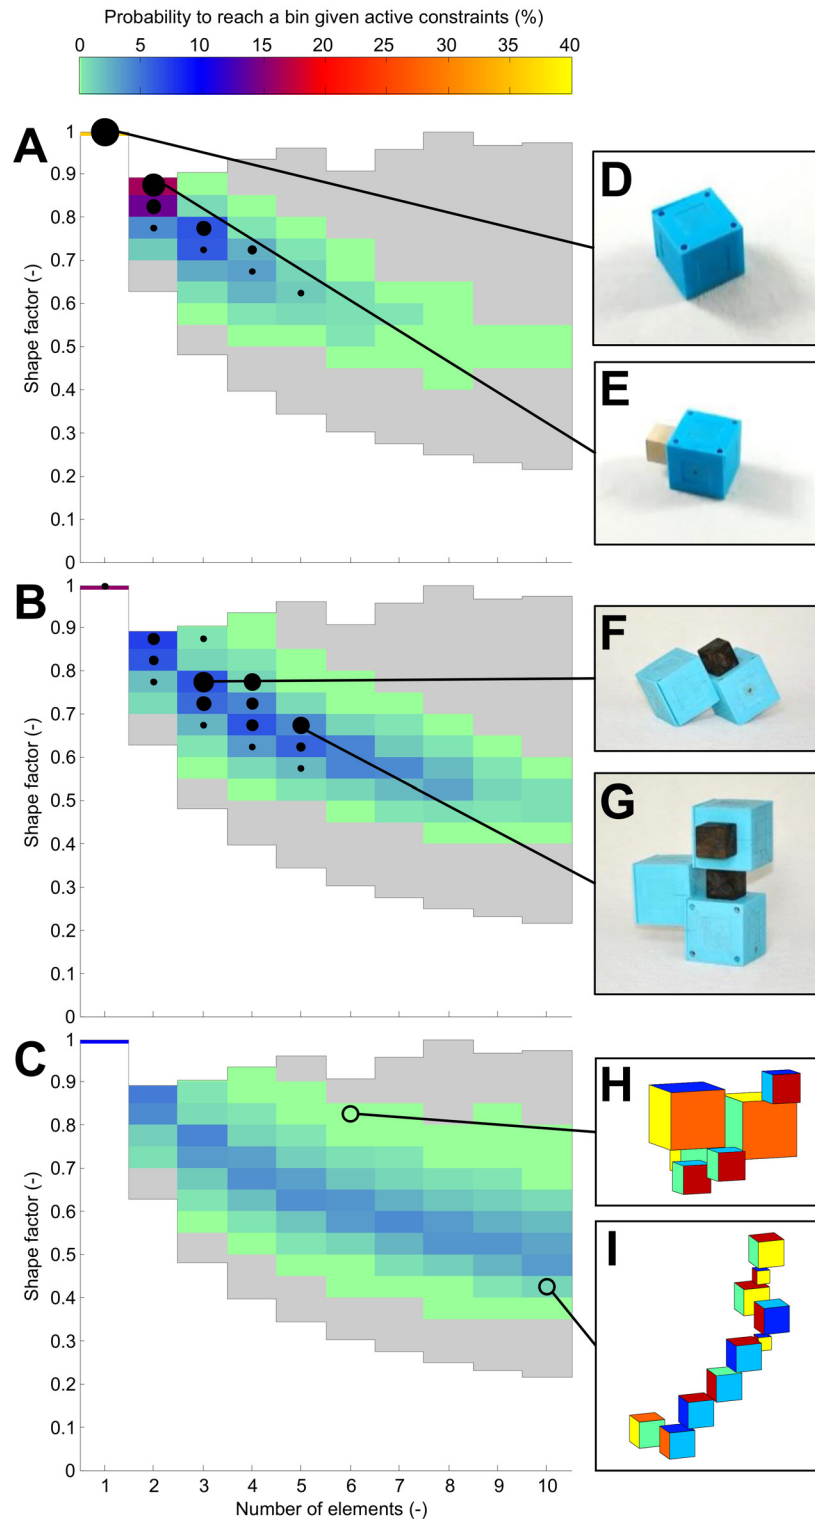 Probability to reach a bin given active constraints (%)
0 5 10 15 20 25 30 35 40
A
1
0.9
0.8
0.7
0.6
0.5
0.4
0.3
0.2
0.1
0
Shape factor (-)
D
E
B
1
0.9
0.8
0.7
0.6
0.5
0.4
0.3
0.2
0.1
0
Shape factor (-)
F
G
C
1
0.9
0.8
0.7
0.6
0.5
0.4
0.3
0.2
0.1
0
Shape factor (-)
H
I
1 2 3 4 5 6 7 8 9 10
Number of elements (-)